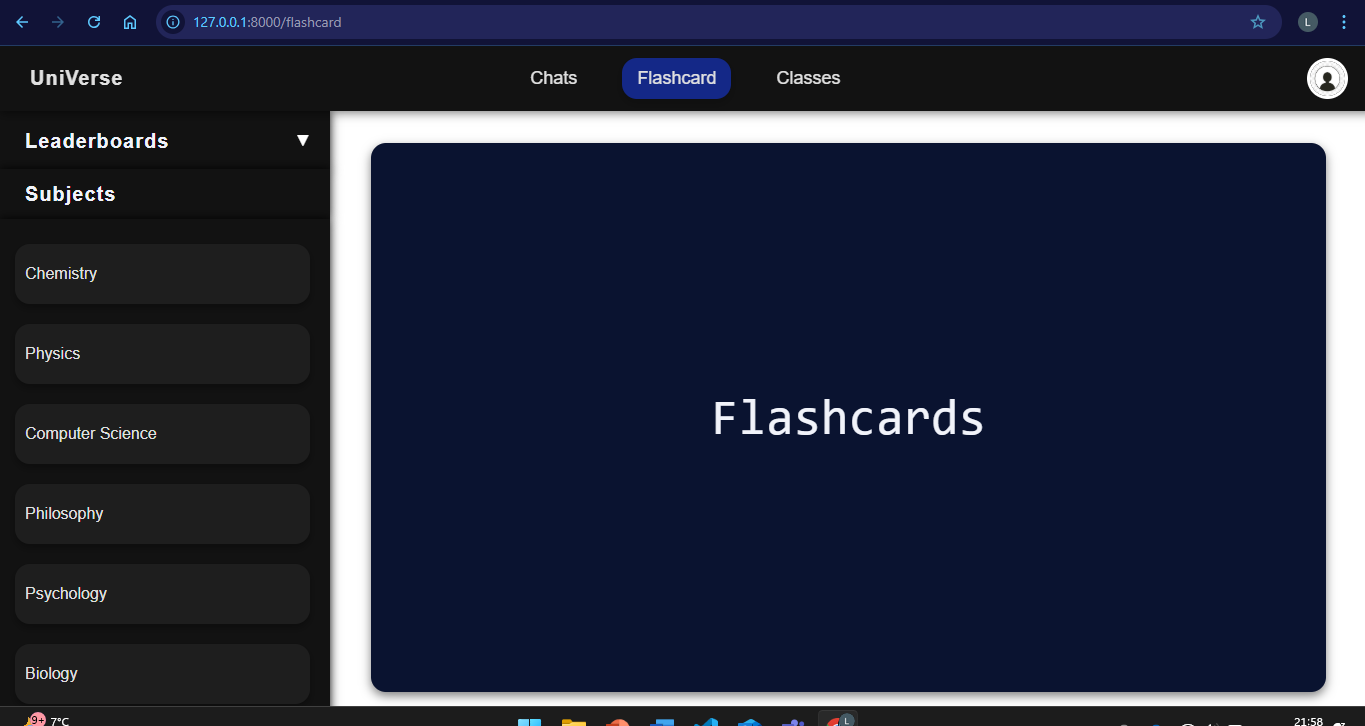 127.0.0.1:8000/flashcard
L
UniVerse
Chats
Flashcard
Classes
Leaderboards ▼
Subjects
Chemistry
Physics
Computer Science
Philosophy
Psychology
Biology
Flashcards
9+
7°C
L
21:58